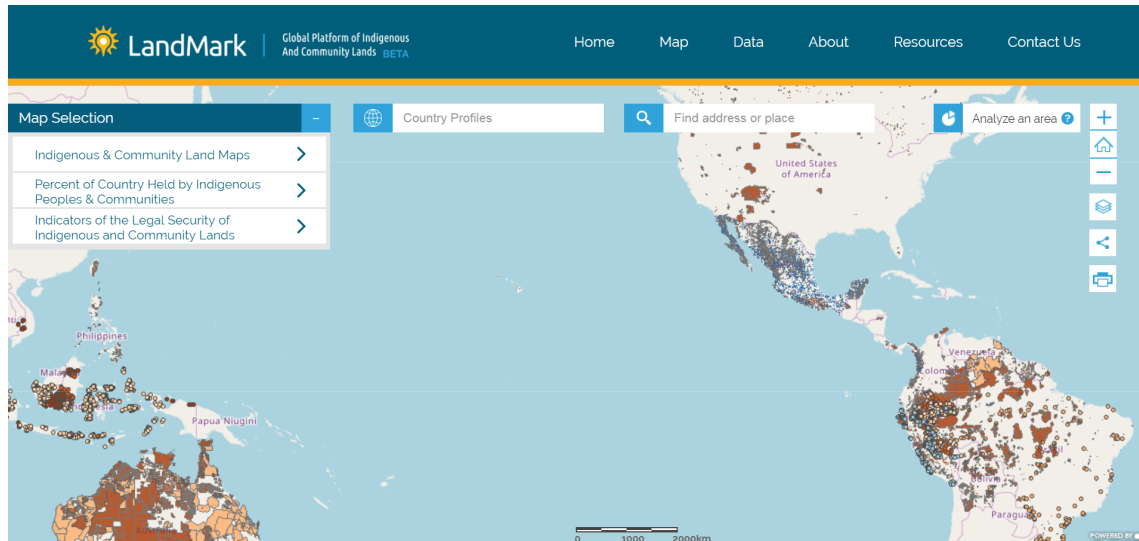 LandMark
Global Platform of Indigenous
And Community Lands BETA
Home
Map
Data
About
Resources
Contact Us
Map Selection
−
Country Profiles
Find address or place
Analyze an area ?
+
−
Indigenous & Community Land Maps
Percent of Country Held by Indigenous
Peoples & Communities
Indicators of the Legal Security of
Indigenous and Community Lands
United States
of America
Philippines
Papua Niugini
Bolivia
0 1000 2000km
POWERED BY